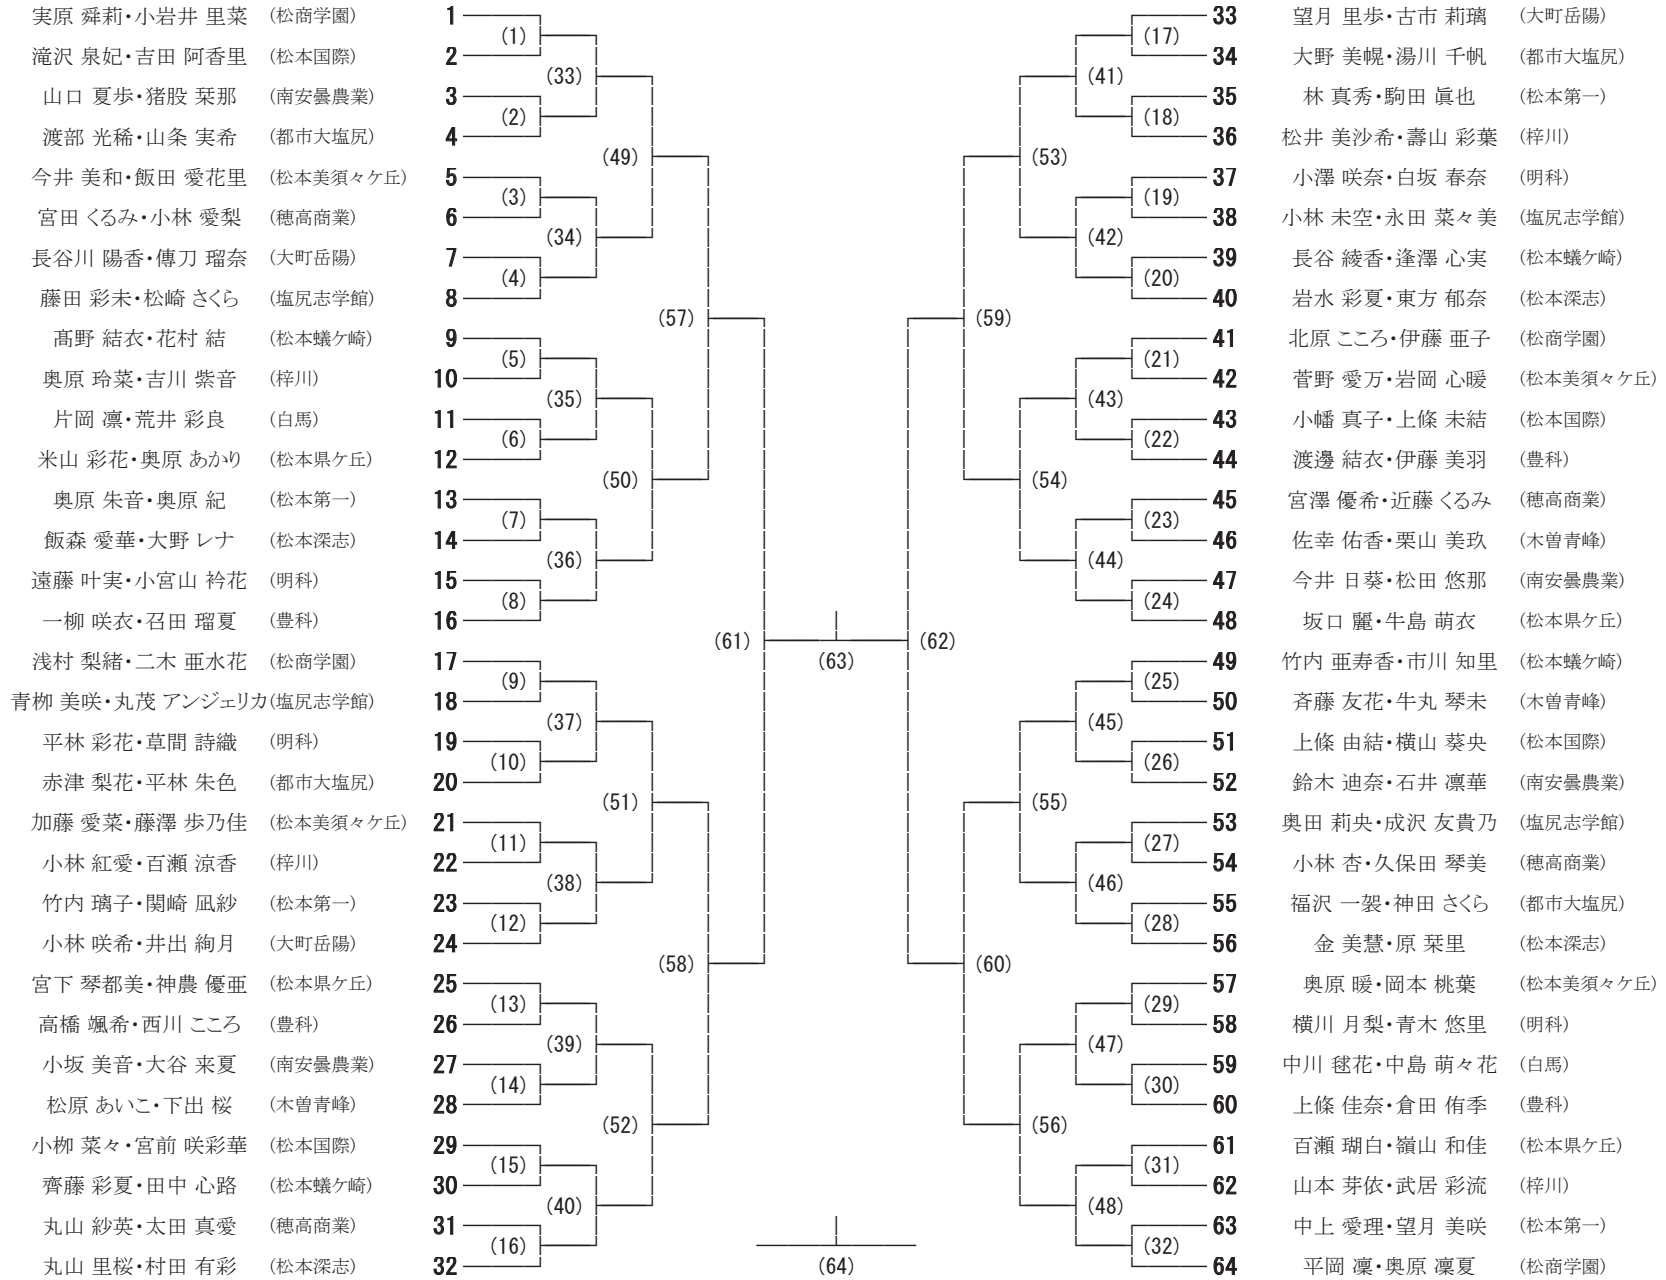 実原 舜莉・小岩井 里菜 (松商学園) 1 33 望月 里歩・古市 莉璃 (大町岳陽)
(1) (17)
滝沢 泉妃・吉田 阿香里 (松本国際) 2 34 大野 美幌・湯川 千帆 (都市大塩尻)
(33) (41)
山口 夏歩・猪股 栞那 (南安曇農業) 3 35 林 真秀・駒田 眞也 (松本第一)
(2) (18)
渡部 光稀・山条 実希 (都市大塩尻) 4 36 松井 美沙希・壽山 彩葉 (梓川)
(49) (53)
今井 美和・飯田 愛花里 (松本美須々ケ丘) 5 37 小澤 咲奈・白坂 春奈 (明科)
(3) (19)
宮田 くるみ・小林 愛梨 (穂高商業) 6 38 小林 未空・永田 菜々美 (塩尻志学館)
(34) (42)
長谷川 陽香・傳刀 瑠奈 (大町岳陽) 7 39 長谷 綾香・逢澤 心実 (松本蟻ケ崎)
(4) (20)
藤田 彩未・松崎 さくら (塩尻志学館) 8 40 岩水 彩夏・東方 郁奈 (松本深志)
(57) (59)
髙野 結衣・花村 結 (松本蟻ケ崎) 9 41 北原 こころ・伊藤 亜子 (松商学園)
(5) (21)
奥原 玲菜・吉川 紫音 (梓川) 10 42 菅野 愛万・岩岡 心暖 (松本美須々ケ丘)
(35) (43)
片岡 凛・荒井 彩良 (白馬) 11 43 小幡 真子・上條 未結 (松本国際)
(6) (22)
米山 彩花・奥原 あかり (松本県ケ丘) 12 44 渡邊 結衣・伊藤 美羽 (豊科)
(50) (54)
奥原 朱音・奥原 紀 (松本第一) 13 45 宮澤 優希・近藤 くるみ (穂高商業)
(7) (23)
飯森 愛華・大野 レナ (松本深志) 14 46 佐幸 佑香・栗山 美玖 (木曽青峰)
(36) (44)
遠藤 叶実・小宮山 衿花 (明科) 15 47 今井 日葵・松田 悠那 (南安曇農業)
(8) (24)
一柳 咲衣・召田 瑠夏 (豊科) 16 48 坂口 麗・牛島 萌衣 (松本県ケ丘)
(61) (63) (62)
浅村 梨緒・二木 亜水花 (松商学園) 17 49 竹内 亜寿香・市川 知里 (松本蟻ケ崎)
(9) (25)
青栁 美咲・丸茂 アンジェリカ (塩尻志学館) 18 50 斉藤 友花・牛丸 琴未 (木曽青峰)
(37) (45)
平林 彩花・草間 詩織 (明科) 19 51 上條 由結・横山 葵央 (松本国際)
(10) (26)
赤津 梨花・平林 朱色 (都市大塩尻) 20 52 鈴木 迪奈・石井 凛華 (南安曇農業)
(51) (55)
加藤 愛菜・藤澤 歩乃佳 (松本美須々ケ丘) 21 53 奥田 莉央・成沢 友貴乃 (塩尻志学館)
(11) (27)
小林 紅愛・百瀬 涼香 (梓川) 22 54 小林 杏・久保田 琴美 (穂高商業)
(38) (46)
竹内 璃子・関崎 凪紗 (松本第一) 23 55 福沢 一袈・神田 さくら (都市大塩尻)
(12) (28)
小林 咲希・井出 絢月 (大町岳陽) 24 56 金 美慧・原 栞里 (松本深志)
(58) (60)
宮下 琴都美・神農 優亜 (松本県ケ丘) 25 57 奥原 暖・岡本 桃葉 (松本美須々ケ丘)
(13) (29)
高橋 颯希・西川 こころ (豊科) 26 58 横川 月梨・青木 悠里 (明科)
(39) (47)
小坂 美音・大谷 来夏 (南安曇農業) 27 59 中川 毬花・中島 萌々花 (白馬)
(14) (30)
松原 あいこ・下出 桜 (木曽青峰) 28 60 上條 佳奈・倉田 侑季 (豊科)
(52) (56)
小栁 菜々・宮前 咲彩華 (松本国際) 29 61 百瀬 瑚白・嶺山 和佳 (松本県ケ丘)
(15) (31)
齊藤 彩夏・田中 心路 (松本蟻ケ崎) 30 62 山本 芽依・武居 彩流 (梓川)
(40) (48)
丸山 紗英・太田 真愛 (穂高商業) 31 63 中上 愛理・望月 美咲 (松本第一)
(16) (32)
丸山 里桜・村田 有彩 (松本深志) 32 (64) 64 平岡 凜・奥原 凜夏 (松商学園)